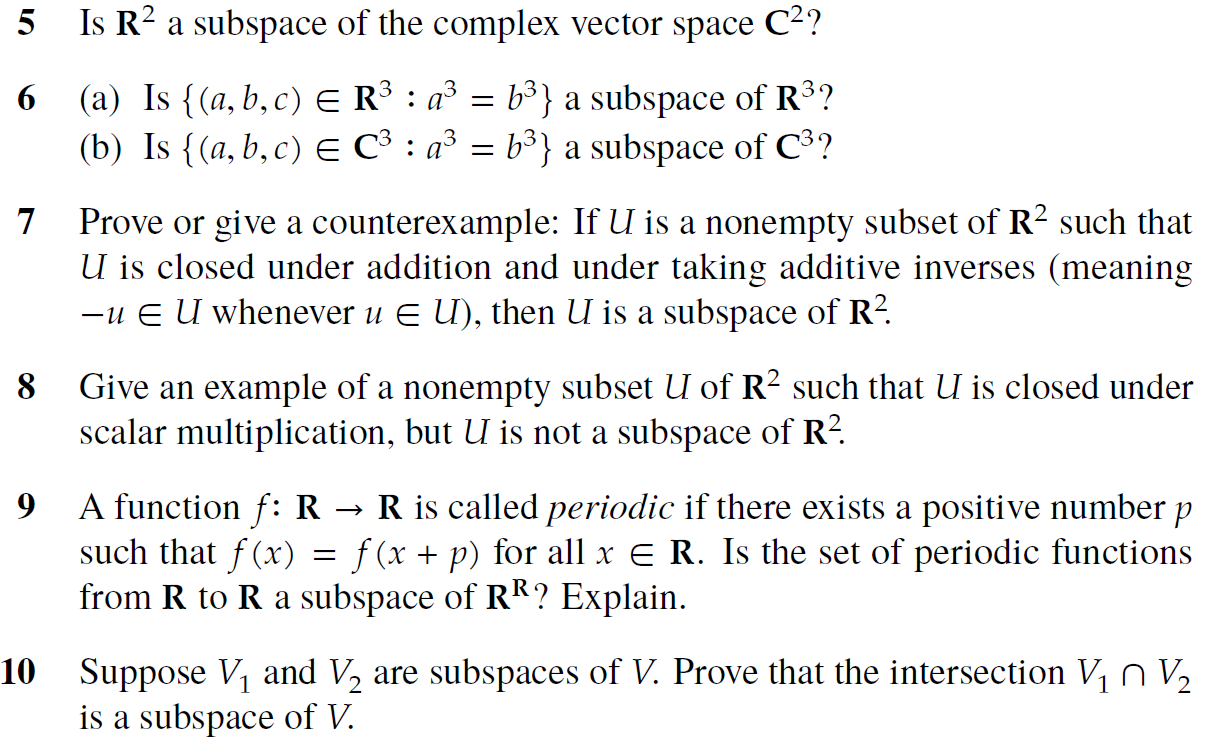 5 Is R² a subspace of the complex vector space C²?
6 (a) Is {(a, b, c) ∈ R³ : a³ = b³} a subspace of R³?
(b) Is {(a, b, c) ∈ C³ : a³ = b³} a subspace of C³?
7 Prove or give a counterexample: If U is a nonempty subset of R² such that
U is closed under addition and under taking additive inverses (meaning
−u ∈ U whenever u ∈ U), then U is a subspace of R².
8 Give an example of a nonempty subset U of R² such that U is closed under
scalar multiplication, but U is not a subspace of R².
9 A function f: R → R is called periodic if there exists a positive number p
such that f(x) = f(x + p) for all x ∈ R. Is the set of periodic functions
from R to R a subspace of Rᴿ? Explain.
10 Suppose V₁ and V₂ are subspaces of V. Prove that the intersection V₁ ∩ V₂
is a subspace of V.